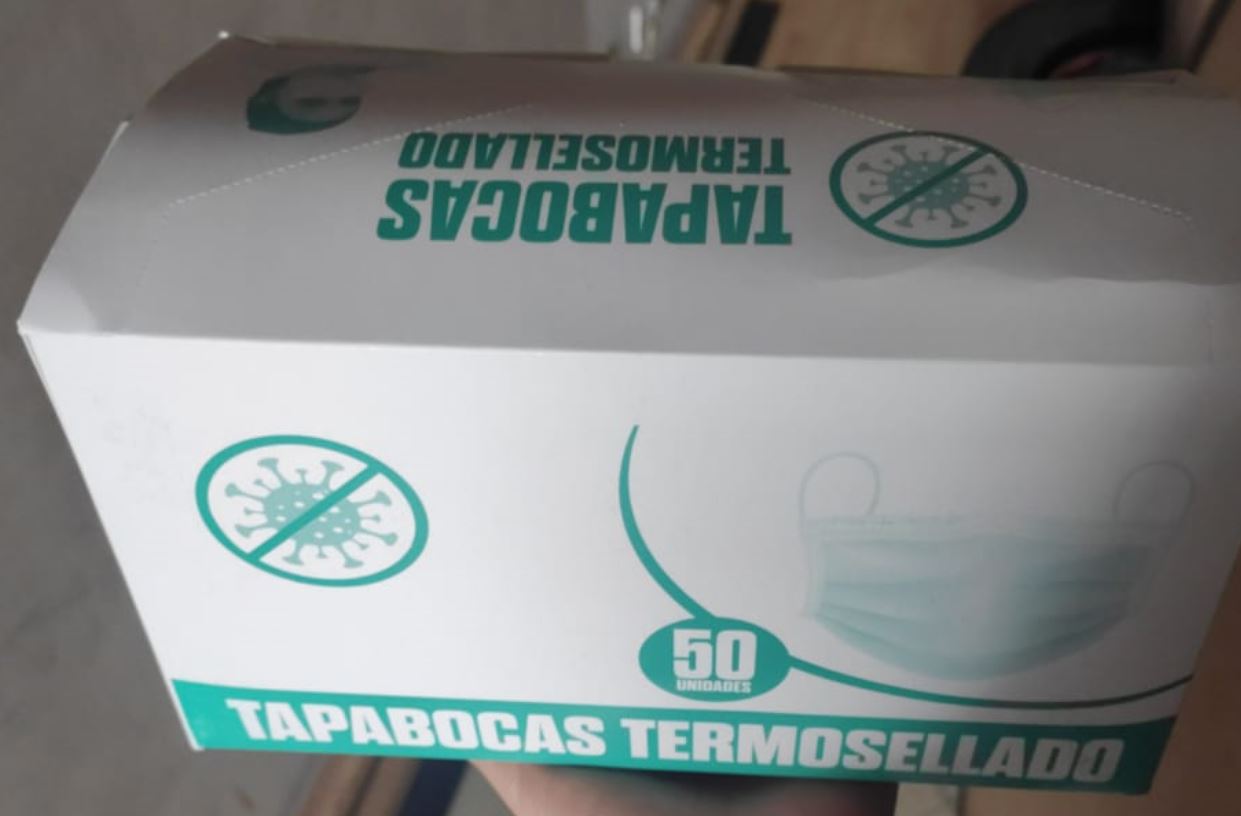 TAPABOCAS
TERMOSELLADO
50
UNIDADES
TAPABOCAS TERMOSELLADO